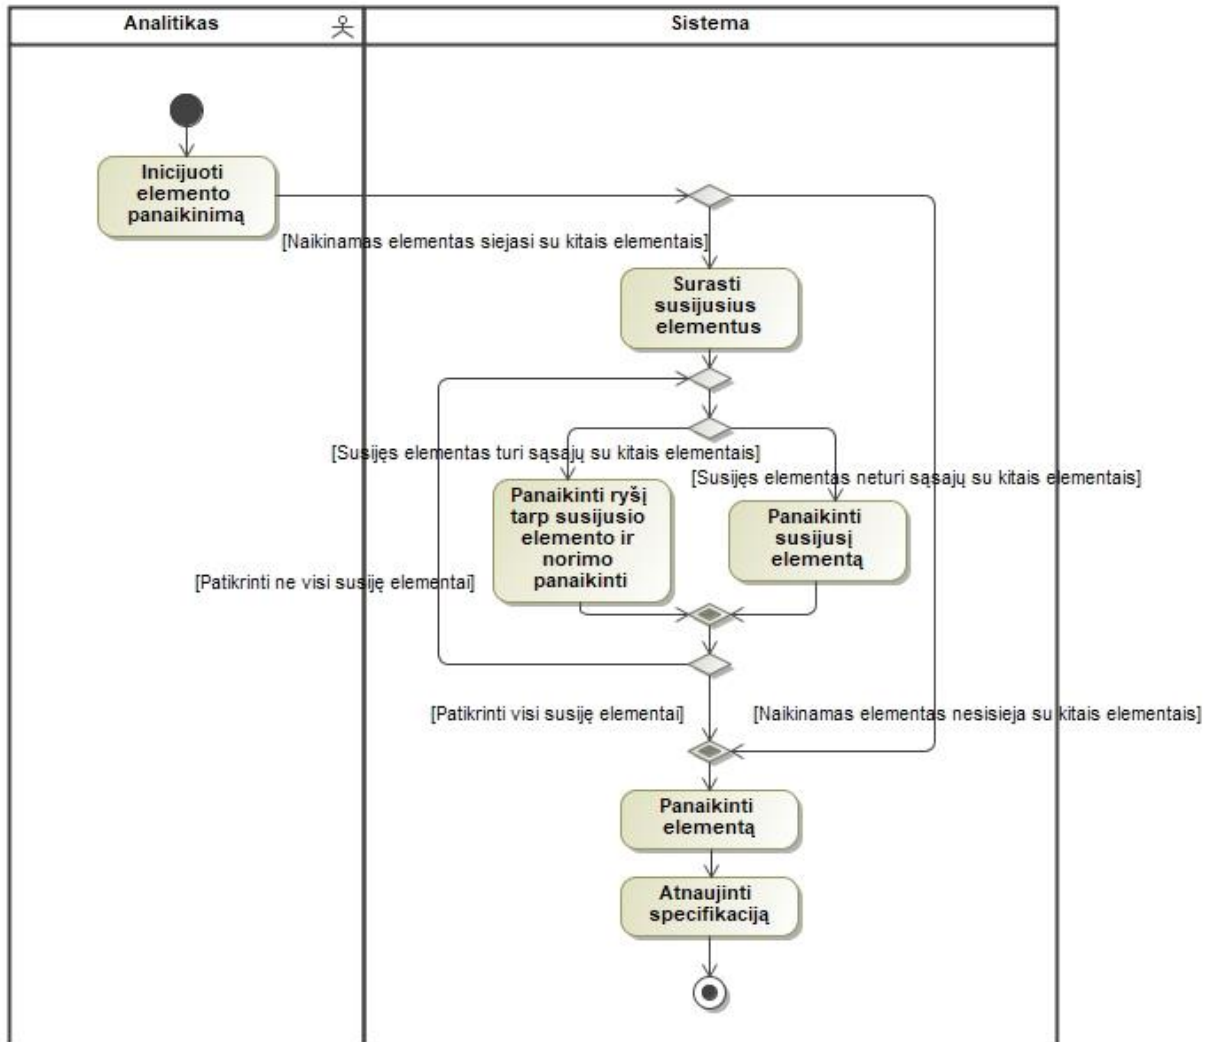 Analitikas
Sistema
Inicijuoti
elemento
panaikinimą
[Naikinamas elementas siejasi su kitais elementais]
Surasti
susijusius
elementus
[Susijęs elementas turi sąsajų su kitais elementais]
[Susijęs elementas neturi sąsajų su kitais elementais]
Panaikinti ryšį
tarp susijusio
elemento ir
norimo
panaikinti
Panaikinti
susijusį
elementą
[Patikrinti ne visi susiję elementai]
[Patikrinti visi susiję elementai]
[Naikinamas elementas nesisieja su kitais elementais]
Panaikinti
elementą
Atnaujinti
specifikaciją